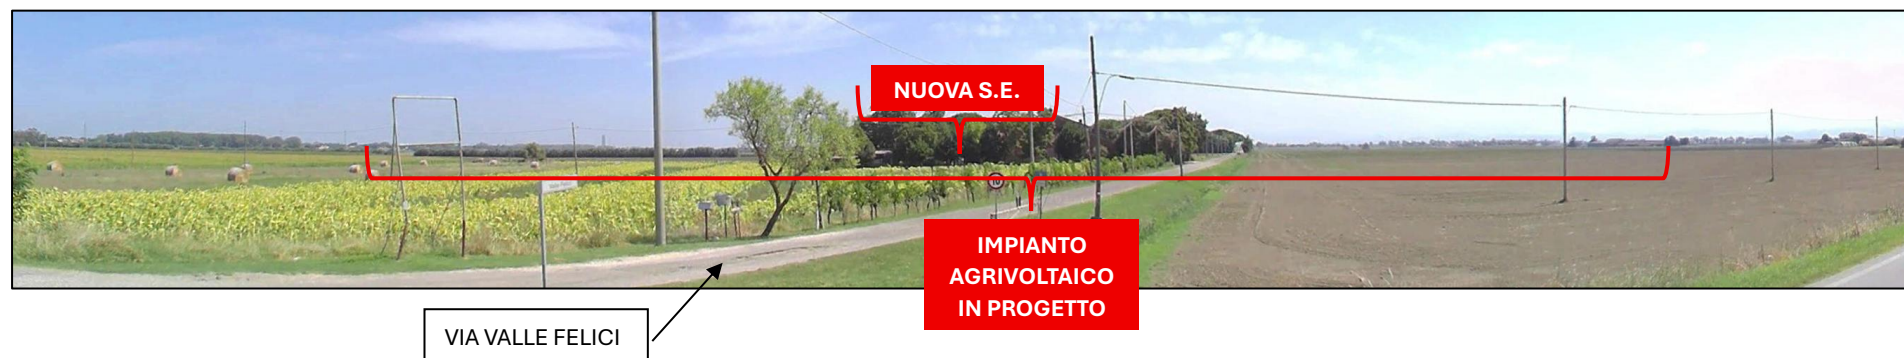 NUOVA S.E.
IMPIANTO
AGRIVOLTAICO
IN PROGETTO
VIA VALLE FELICI